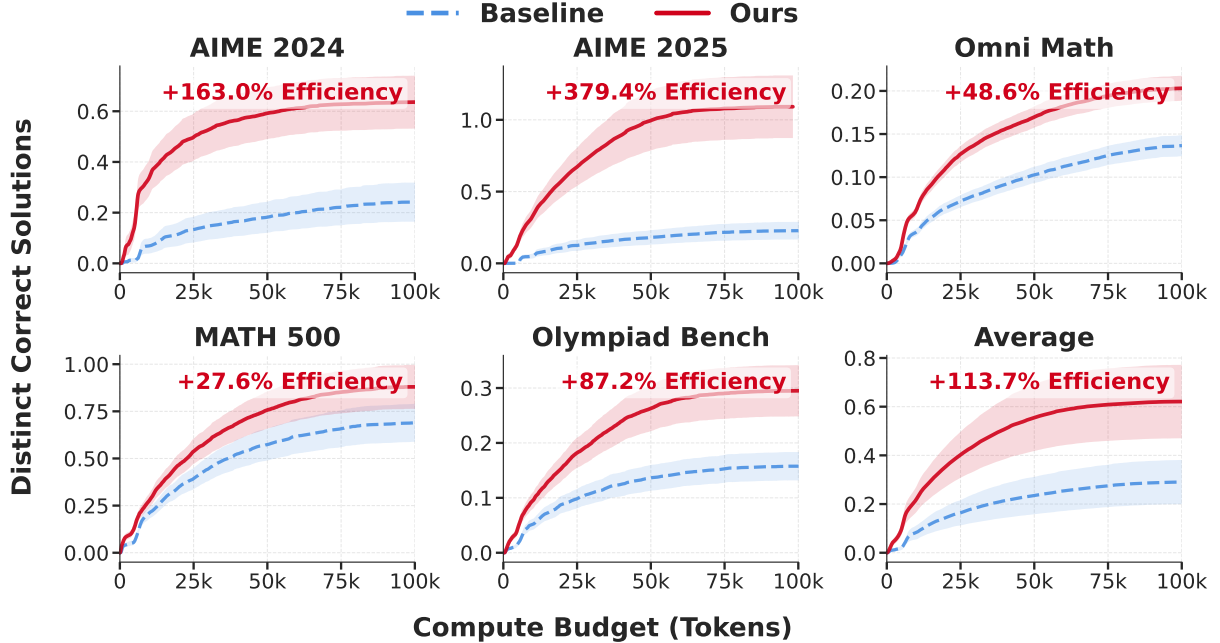 Baseline Ours
Distinct Correct Solutions
AIME 2024
+163.0% Efficiency
0.6
0.4
0.2
0.0
0 25k 50k 75k 100k
AIME 2025
+379.4% Efficiency
1.0
0.5
0.0
0 25k 50k 75k 100k
Omni Math
+48.6% Efficiency
0.20
0.15
0.10
0.05
0.00
0 25k 50k 75k 100k
MATH 500
+27.6% Efficiency
1.00
0.75
0.50
0.25
0.00
0 25k 50k 75k 100k
Olympiad Bench
+87.2% Efficiency
0.3
0.2
0.1
0.0
0 25k 50k 75k 100k
Average
+113.7% Efficiency
0.8
0.6
0.4
0.2
0.0
0 25k 50k 75k 100k
Compute Budget (Tokens)